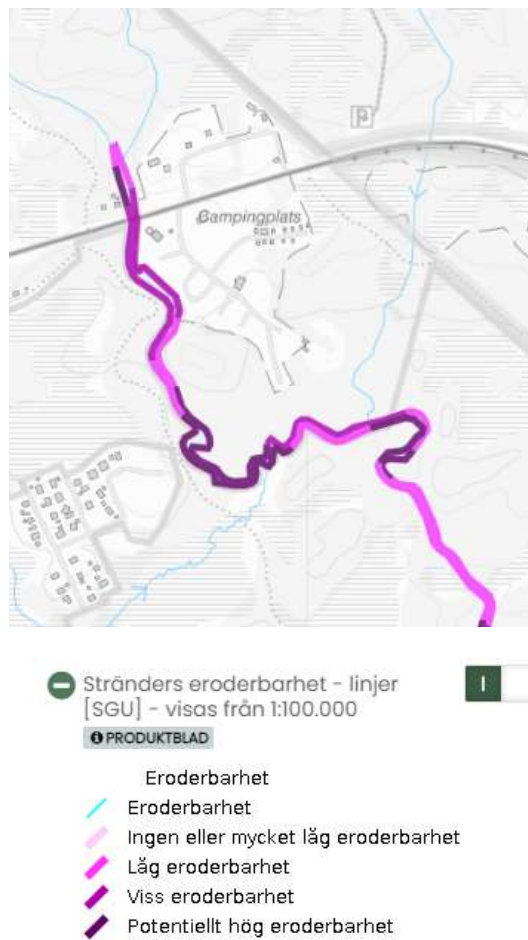 P
Campingplats
Stränders eroderbarhet - linjer
[SGU] - visas från 1:100.000
PRODUKTBLAD
Eroderbarhet
Eroderbarhet
Ingen eller mycket låg eroderbarhet
Låg eroderbarhet
Viss eroderbarhet
Potentiellt hög eroderbarhet